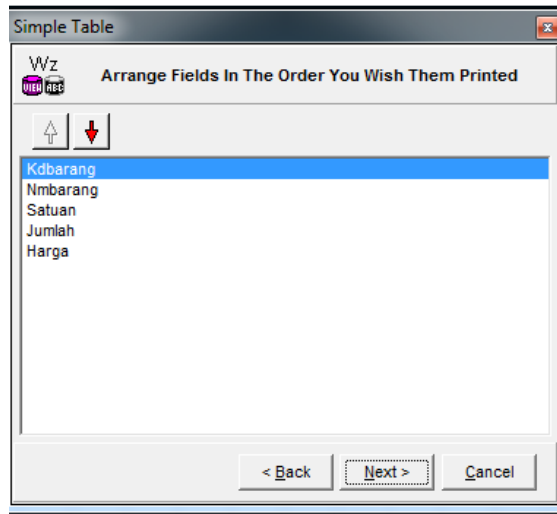 Simple Table
Wz
VIEW ABC
Arrange Fields In The Order You Wish Them Printed
Kdbarang
Nmbarang
Satuan
Jumlah
Harga
< Back
Next >
Cancel